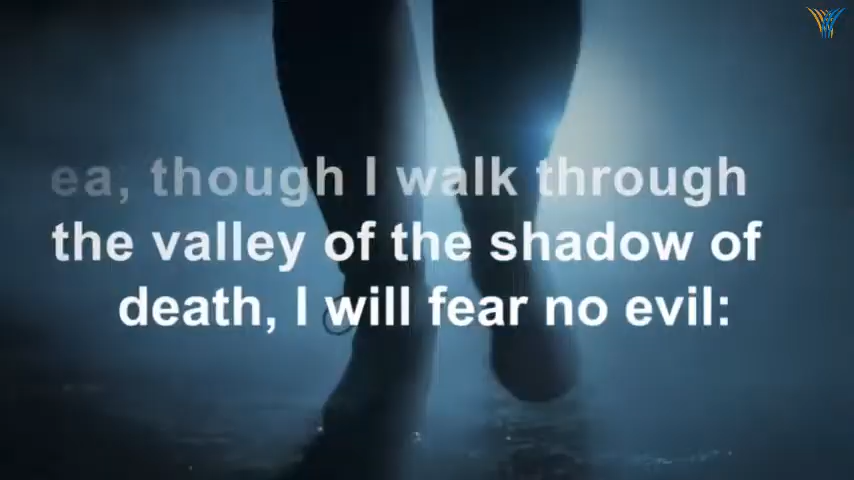 ea, though I walk through
the valley of the shadow of
death, I will fear no evil: